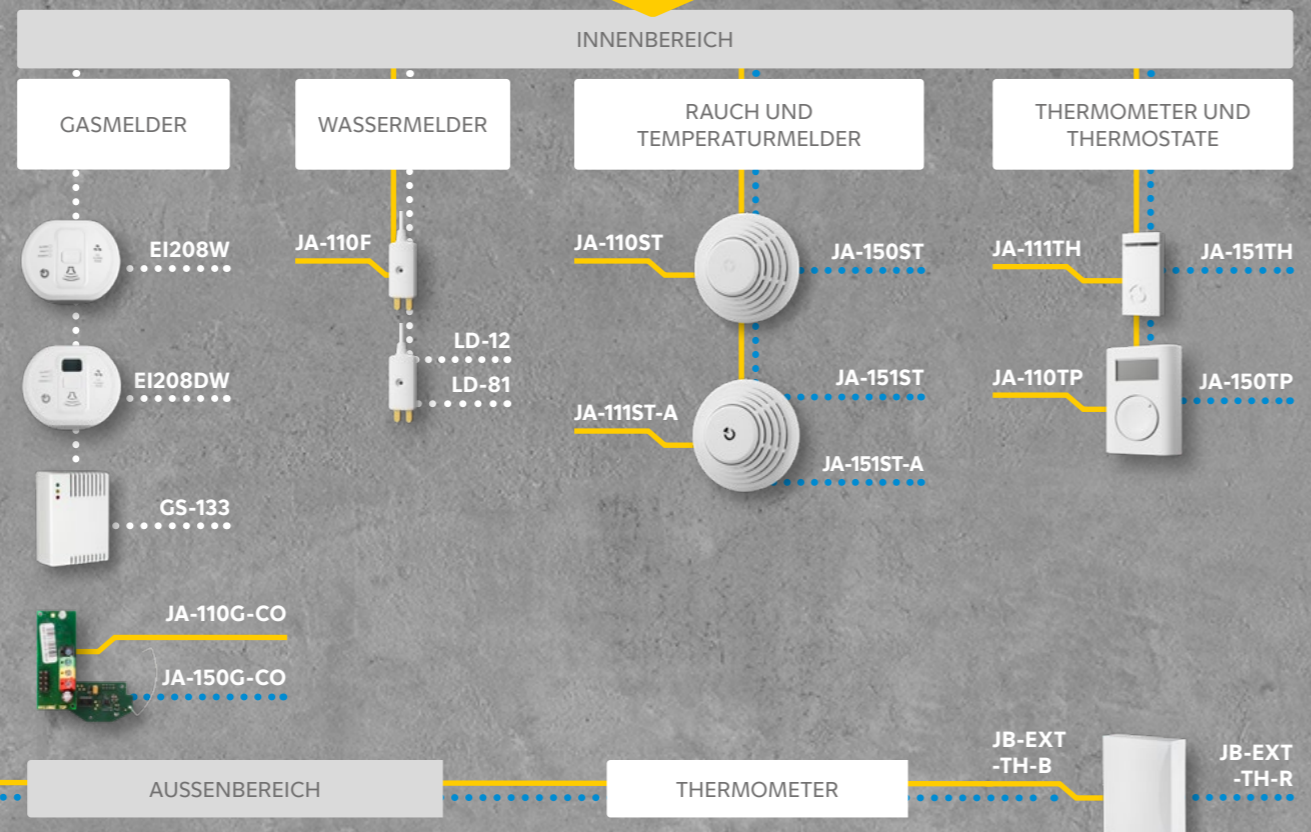 INNENBEREICH
GASMELDER
EI208W
EI208DW
GS-133
JA-110G-CO
JA-150G-CO
WASSERMELDER
JA-110F
LD-12
LD-81
RAUCH UND
TEMPERATURMELDER
JA-110ST
JA-150ST
JA-151ST
JA-111ST-A
JA-151ST-A
THERMOMETER UND
THERMOSTATE
JA-111TH
JA-151TH
JA-110TP
JA-150TP
AUSSENBEREICH
THERMOMETER
JB-EXT
-TH-B
JB-EXT
-TH-R